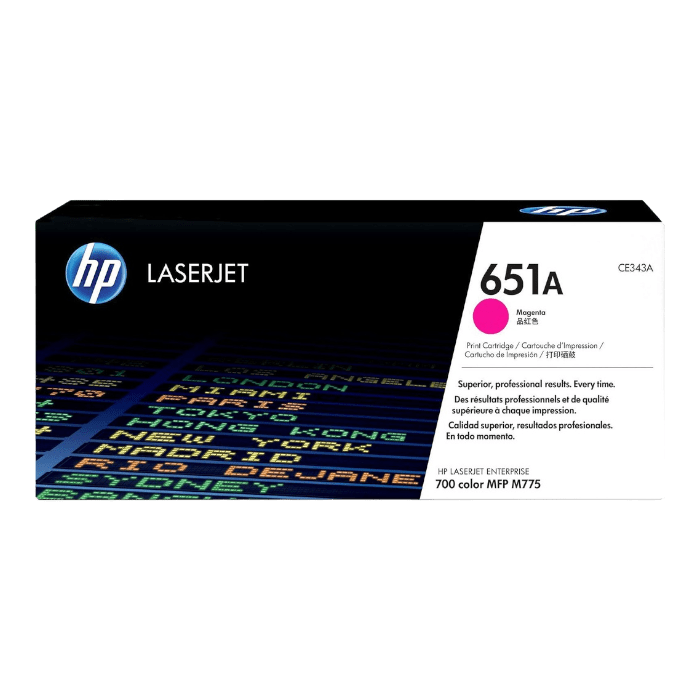 hp
hp
LASERJET
651A
CE343A
Magenta
品紅色
Print Cartridge / Cartouche d'Impression /
Cartucho de Impresión / 打印硒鼓
Superior, professional results. Every time.
Des résultats professionnels et de qualité
supérieure à chaque impression.
Calidad superior, resultados profesionales.
En todo momento.
HP LASERJET ENTERPRISE
700 color MFP M775
LOS ANGELES
LONDON
MIAMI
PARIS
TOKYO
HONG KONG
NEW YORK
MADRID
RIO DEJANE
SYDNEY